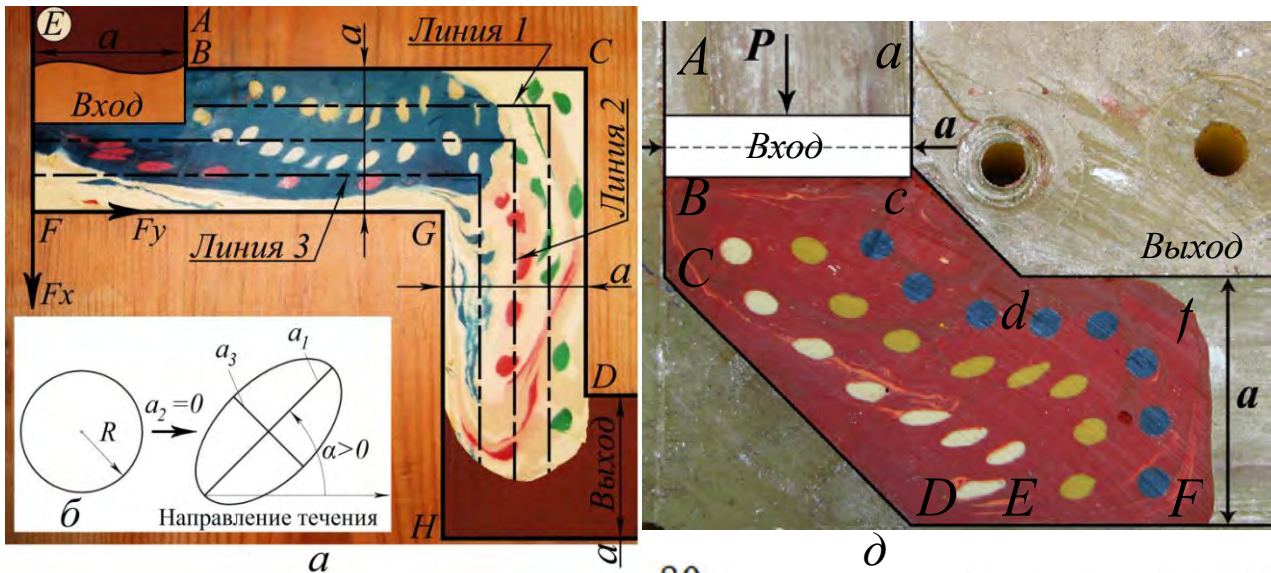 E
A
a
B
a
Линия 1
C
Вход
Линия 2
F
Fy
Линия 3
G
Fx
a
a1
a3
a2 =0
R
α>0
б
Направление течения
D
Выход
H
a
а
A
P
a
Вход
a
B
c
Выход
C
d
f
a
D
E
F
д